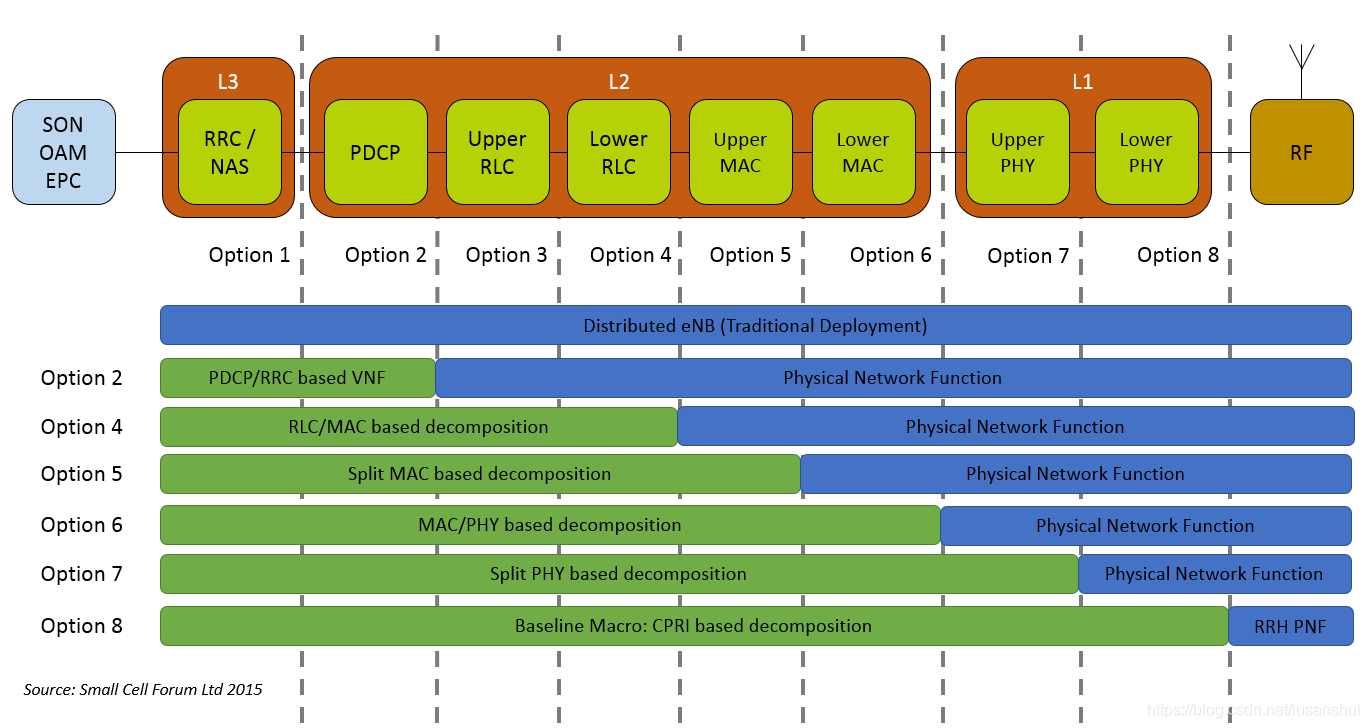 L3
L2
L1
SON
OAM
EPC
RRC /
NAS
PDCP
Upper
RLC
Lower
RLC
Upper
MAC
Lower
MAC
Upper
PHY
Lower
PHY
RF
Option 1
Option 2
Option 3
Option 4
Option 5
Option 6
Option 7
Option 8
Distributed eNB (Traditional Deployment)
Option 2
PDCP/RRC based VNF
Physical Network Function
Option 4
RLC/MAC based decomposition
Physical Network Function
Option 5
Split MAC based decomposition
Physical Network Function
Option 6
MAC/PHY based decomposition
Physical Network Function
Option 7
Split PHY based decomposition
Physical Network Function
Option 8
Baseline Macro: CPRI based decomposition
RRH PNF
Source: Small Cell Forum Ltd 2015
https://blog.csdn.net/lusanshui